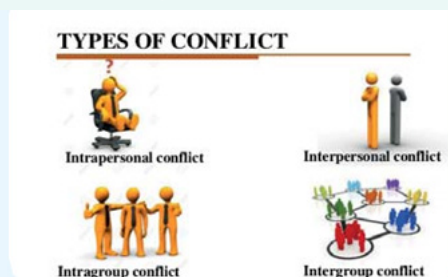 TYPES OF CONFLICT
?
Intrapersonal conflict
Interpersonal conflict
Intragroup conflict
Intergroup conflict